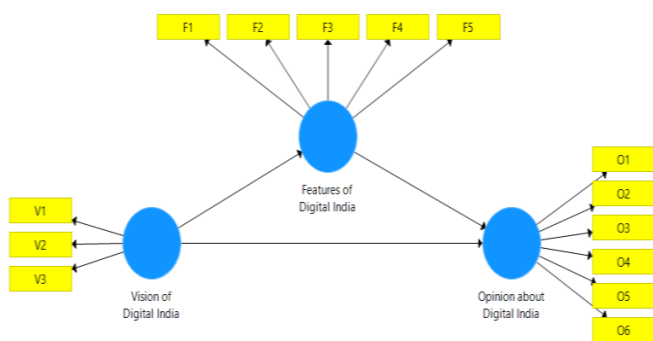 F1
F2
F3
F4
F5
Features of
Digital India
V1
V2
V3
Vision of
Digital India
O1
O2
O3
O4
O5
O6
Opinion about
Digital India